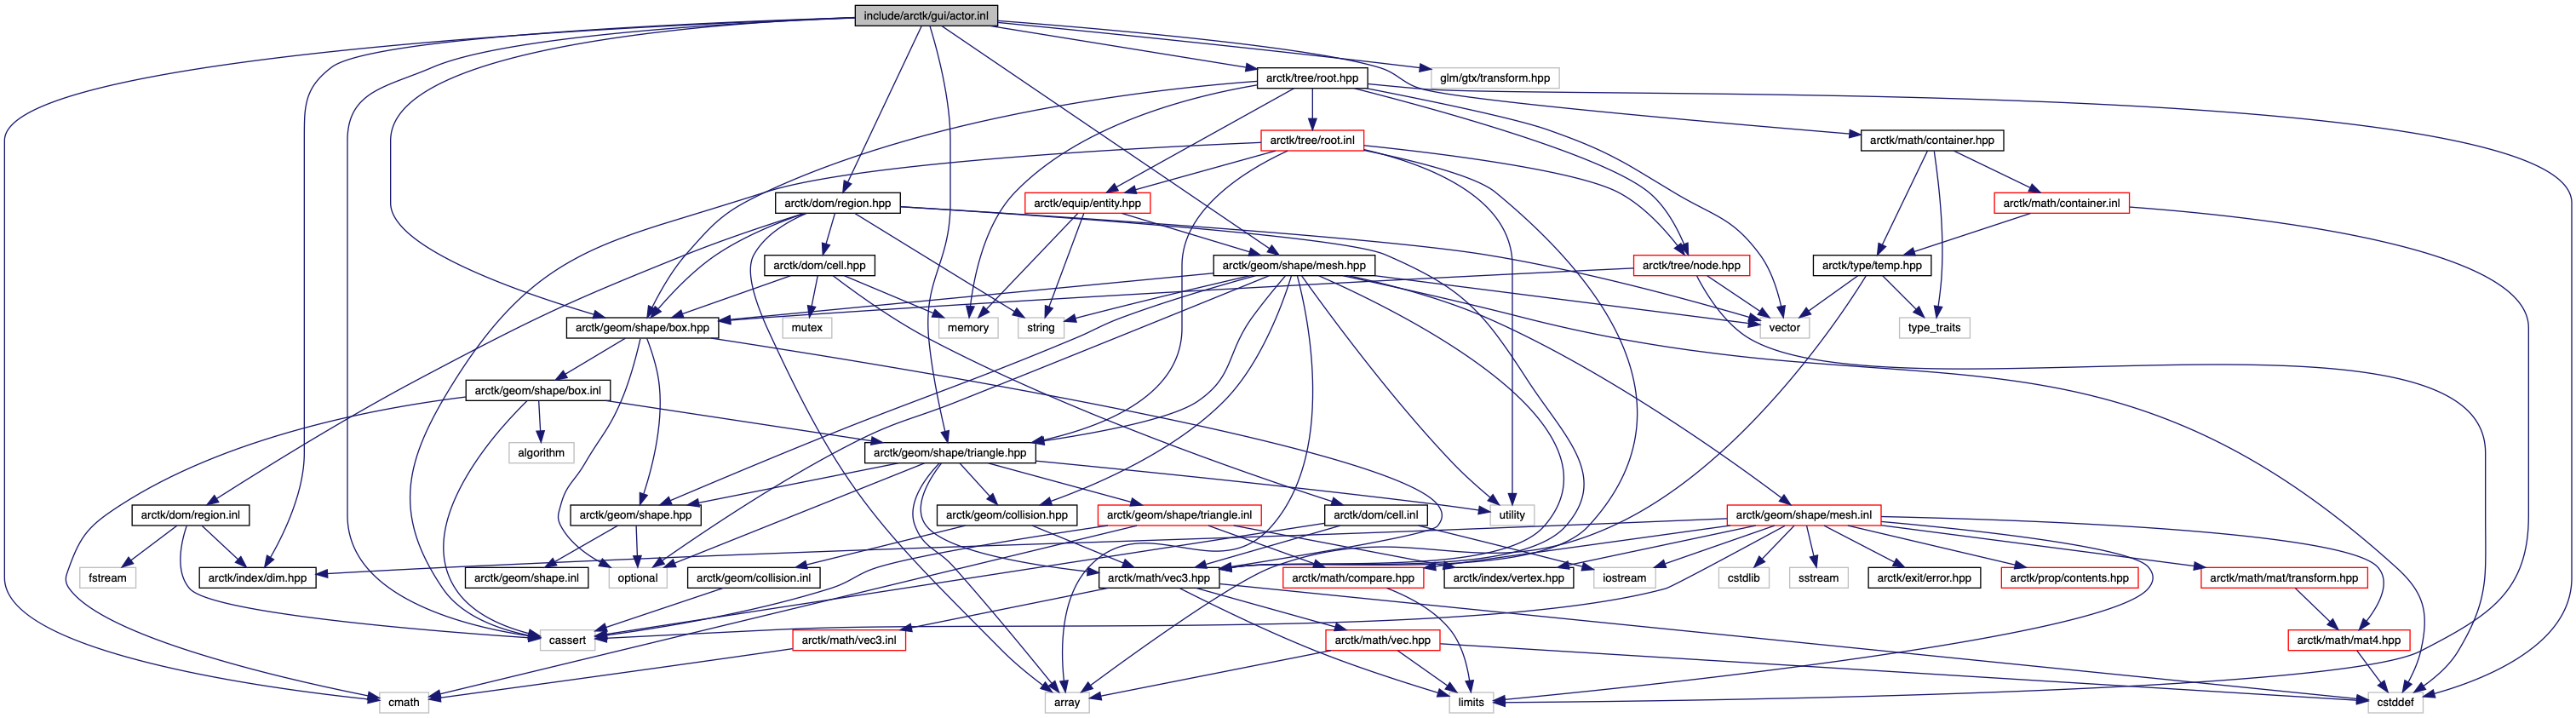 include/arctk/gui/actor.inl
arctk/tree/root.hpp
glm/gtx/transform.hpp
arctk/tree/root.inl
arctk/math/container.hpp
arctk/dom/region.hpp
arctk/equip/entity.hpp
arctk/math/container.inl
arctk/dom/cell.hpp
arctk/geom/shape/mesh.hpp
arctk/tree/node.hpp
arctk/type/temp.hpp
arctk/geom/shape/box.hpp
mutex
memory
string
vector
type_traits
arctk/geom/shape/box.inl
algorithm
arctk/geom/shape/triangle.hpp
arctk/dom/region.inl
arctk/geom/shape.hpp
arctk/geom/collision.hpp
arctk/geom/shape/triangle.inl
arctk/dom/cell.inl
utility
arctk/geom/shape/mesh.inl
fstream
arctk/index/dim.hpp
arctk/geom/shape.inl
optional
arctk/geom/collision.inl
arctk/math/vec3.hpp
arctk/math/compare.hpp
arctk/index/vertex.hpp
iostream
cstdlib
sstream
arctk/exit/error.hpp
arctk/prop/contents.hpp
arctk/math/mat/transform.hpp
cassert
arctk/math/vec3.inl
arctk/math/vec.hpp
arctk/math/mat4.hpp
cmath
array
limits
cstddef